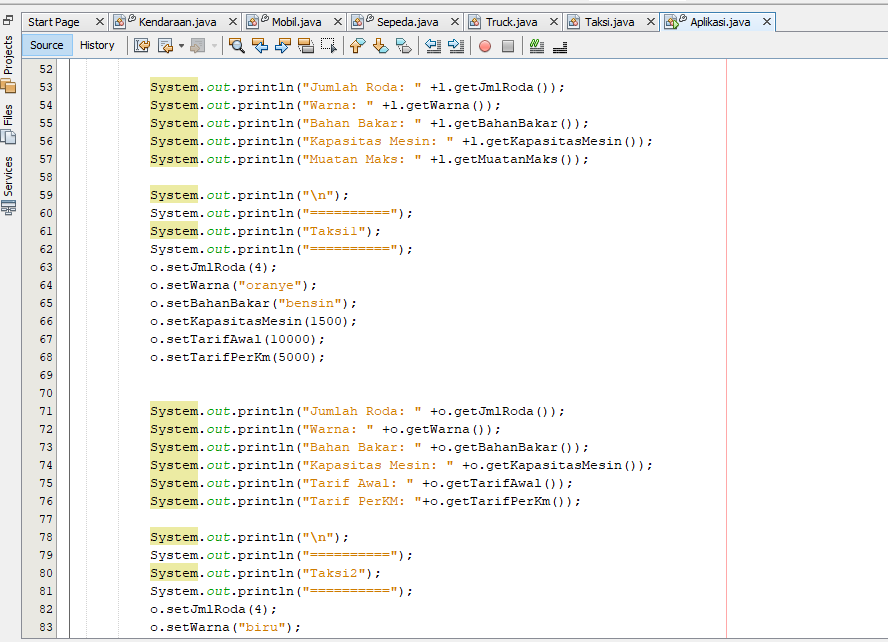 Start Page Kendaraan.java Mobil.java Sepeda.java Truck.java Taksi.java Aplikasi.java
Projects
Files
Services
Source History
52
53 System.out.println("Jumlah Roda: " +l.getJmlRoda());
54 System.out.println("Warna: " +l.getWarna());
55 System.out.println("Bahan Bakar: " +l.getBahanBakar());
56 System.out.println("Kapasitas Mesin: " +l.getKapasitasMesin());
57 System.out.println("Muatan Maks: " +l.getMuatanMaks());
58
59 System.out.println("\n");
60 System.out.println("==========");
61 System.out.println("Taksi1");
62 System.out.println("==========");
63 o.setJmlRoda(4);
64 o.setWarna("oranye");
65 o.setBahanBakar("bensin");
66 o.setKapasitasMesin(1500);
67 o.setTarifAwal(10000);
68 o.setTarifPerKm(5000);
69
70
71 System.out.println("Jumlah Roda: " +o.getJmlRoda());
72 System.out.println("Warna: " +o.getWarna());
73 System.out.println("Bahan Bakar: " +o.getBahanBakar());
74 System.out.println("Kapasitas Mesin: " +o.getKapasitasMesin());
75 System.out.println("Tarif Awal: " +o.getTarifAwal());
76 System.out.println("Tarif PerKM: "+o.getTarifPerKm());
77
78 System.out.println("\n");
79 System.out.println("==========");
80 System.out.println("Taksi2");
81 System.out.println("==========");
82 o.setJmlRoda(4);
83 o.setWarna("biru");